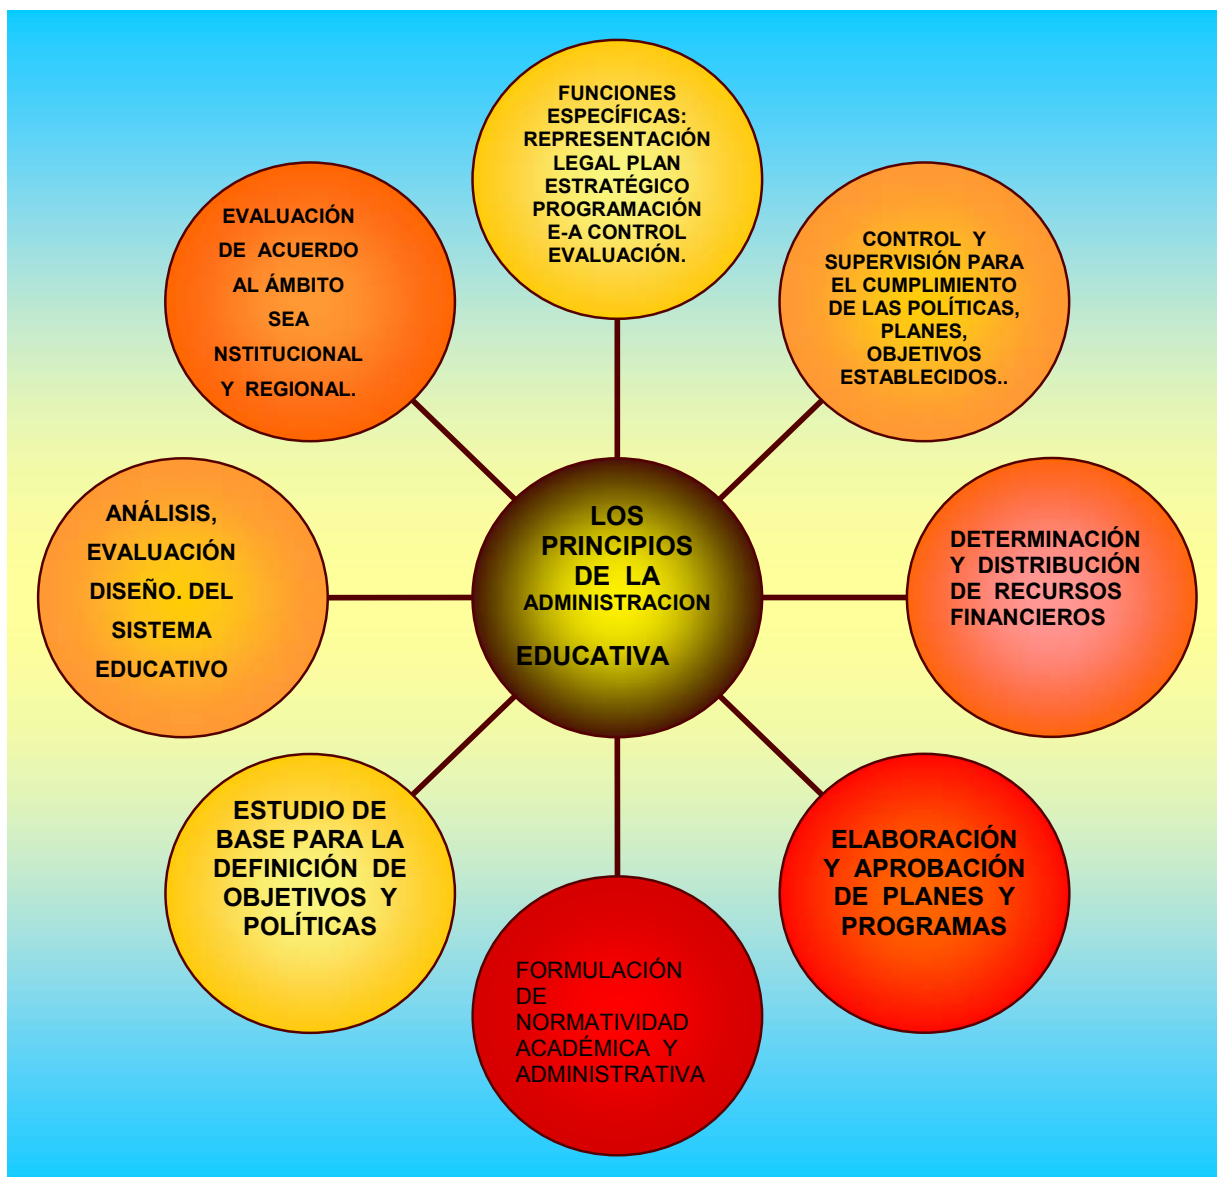 FUNCIONES
ESPECÍFICAS:
REPRESENTACIÓN
LEGAL PLAN
ESTRATÉGICO
PROGRAMACIÓN
E-A CONTROL
EVALUACIÓN.
EVALUACIÓN
DE ACUERDO
AL ÁMBITO
SEA
NSTITUCIONAL
Y REGIONAL.
CONTROL Y
SUPERVISIÓN PARA
EL CUMPLIMIENTO
DE LAS POLÍTICAS,
PLANES,
OBJETIVOS
ESTABLECIDOS..
ANÁLISIS,
EVALUACIÓN
DISEÑO. DEL
SISTEMA
EDUCATIVO
LOS
PRINCIPIOS
DE LA
ADMINISTRACION
EDUCATIVA
DETERMINACIÓN
Y DISTRIBUCIÓN
DE RECURSOS
FINANCIEROS
ESTUDIO DE
BASE PARA LA
DEFINICIÓN DE
OBJETIVOS Y
POLÍTICAS
ELABORACIÓN
Y APROBACIÓN
DE PLANES Y
PROGRAMAS
FORMULACIÓN
DE
NORMATIVIDAD
ACADÉMICA Y
ADMINISTRATIVA